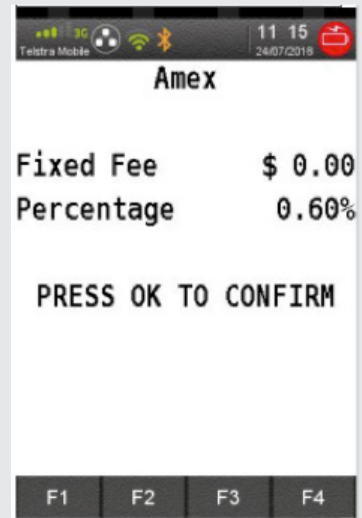 3G 11 15
Telstra Mobile 24/07/2018
Amex
Fixed Fee $ 0.00
Percentage 0.60%
PRESS OK TO CONFIRM
F1 F2 F3 F4